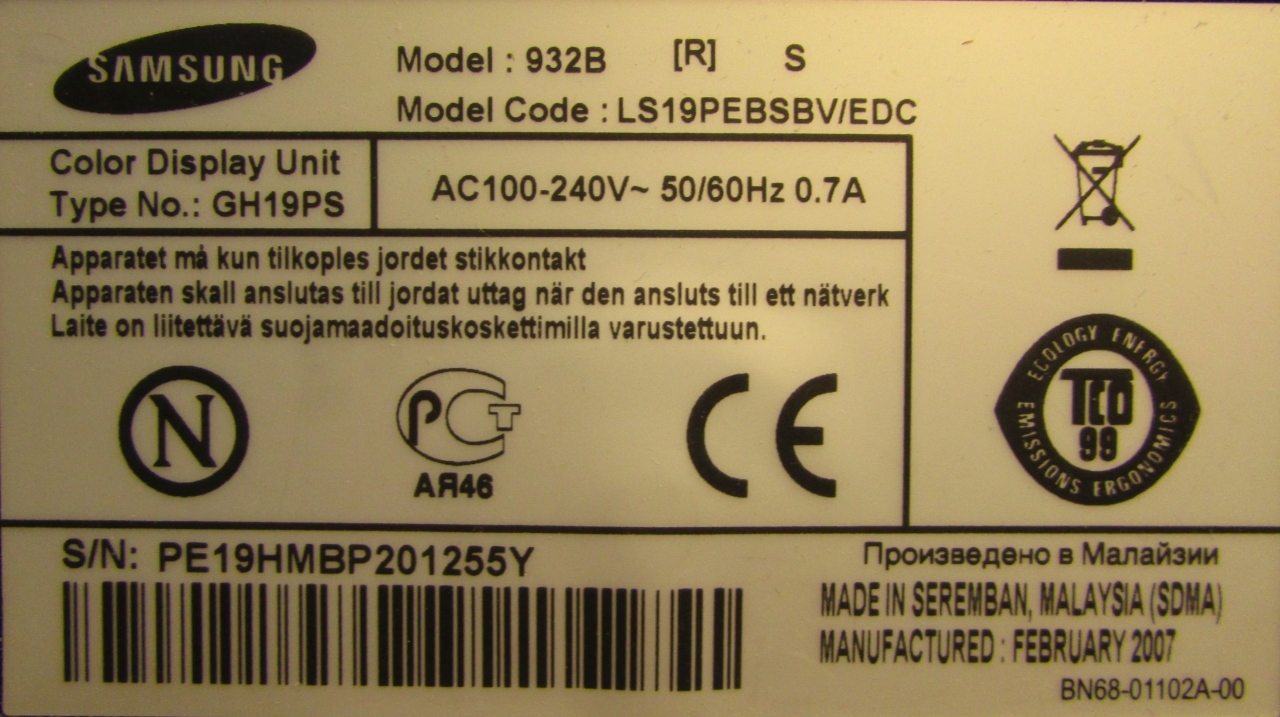 SAMSUNG
Model : 932B [R] S
Model Code : LS19PEBSBV/EDC
Color Display Unit
Type No.: GH19PS
AC100-240V~ 50/60Hz 0.7A
Apparatet må kun tilkoples jordet stikkontakt
Apparaten skall anslutas till jordat uttag när den ansluts till ett nätverk
Laite on liitettävä suojamaadoituskoskettimilla varustettuun.
N
РСТ
АЯ46
CE
ECOLOGY ENERGY
TCO
99
EMISSIONS ERGONOMICS
S/N: PE19HMBP201255Y
Произведено в Малайзии
MADE IN SEREMBAN, MALAYSIA (SDMA)
MANUFACTURED : FEBRUARY 2007
BN68-01102A-00